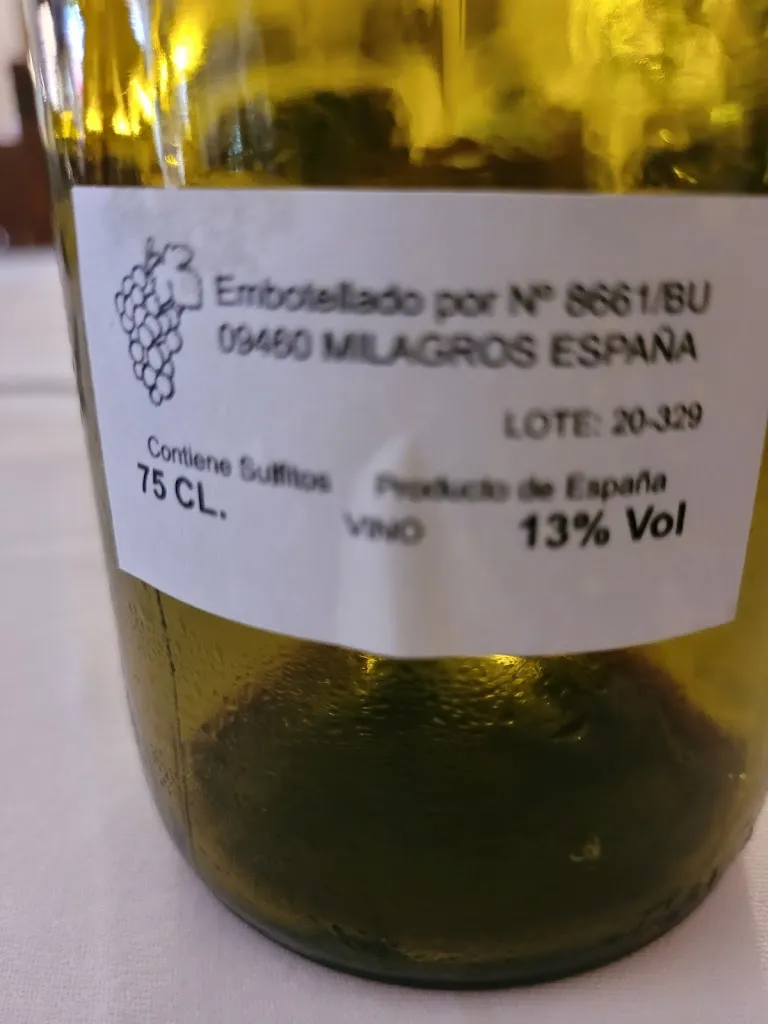 Embotellado por Nº 8661/BU
09460 MILAGROS ESPAÑA
LOTE: 20-329
Contiene Sulfitos
Producto de España
75 CL.
VINO
13% Vol